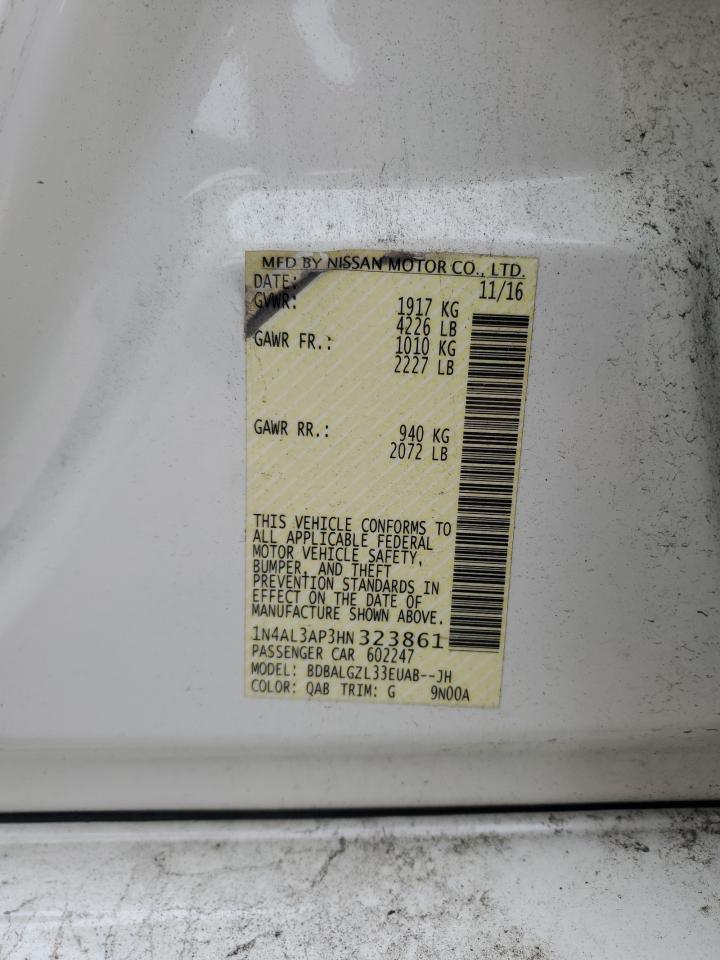 MFD BY NISSAN MOTOR CO., LTD.
DATE: 11/16
GVWR: 1917 KG
4226 LB
GAWR FR.: 1010 KG
2227 LB
GAWR RR.: 940 KG
2072 LB
THIS VEHICLE CONFORMS TO
ALL APPLICABLE FEDERAL
MOTOR VEHICLE SAFETY,
BUMPER, AND THEFT
PREVENTION STANDARDS IN
EFFECT ON THE DATE OF
MANUFACTURE SHOWN ABOVE.
1N4AL3AP3HN323861
PASSENGER CAR 602247
MODEL: BDBALGZL33EUAB--JH
COLOR: QAB TRIM: G 9N00A